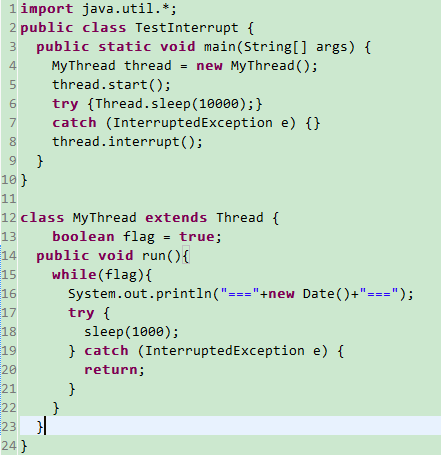 1 import java.util.*;
2 public class TestInterrupt {
3   public static void main(String[] args) {
4     MyThread thread = new MyThread();
5     thread.start();
6     try {Thread.sleep(10000);}
7     catch (InterruptedException e) {}
8     thread.interrupt();
9   }
10 }
11
12 class MyThread extends Thread {
13     boolean flag = true;
14   public void run(){
15     while(flag){
16       System.out.println("==="+new Date()+"===");
17       try {
18         sleep(1000);
19       } catch (InterruptedException e) {
20         return;
21       }
22     }
23   }
24 }